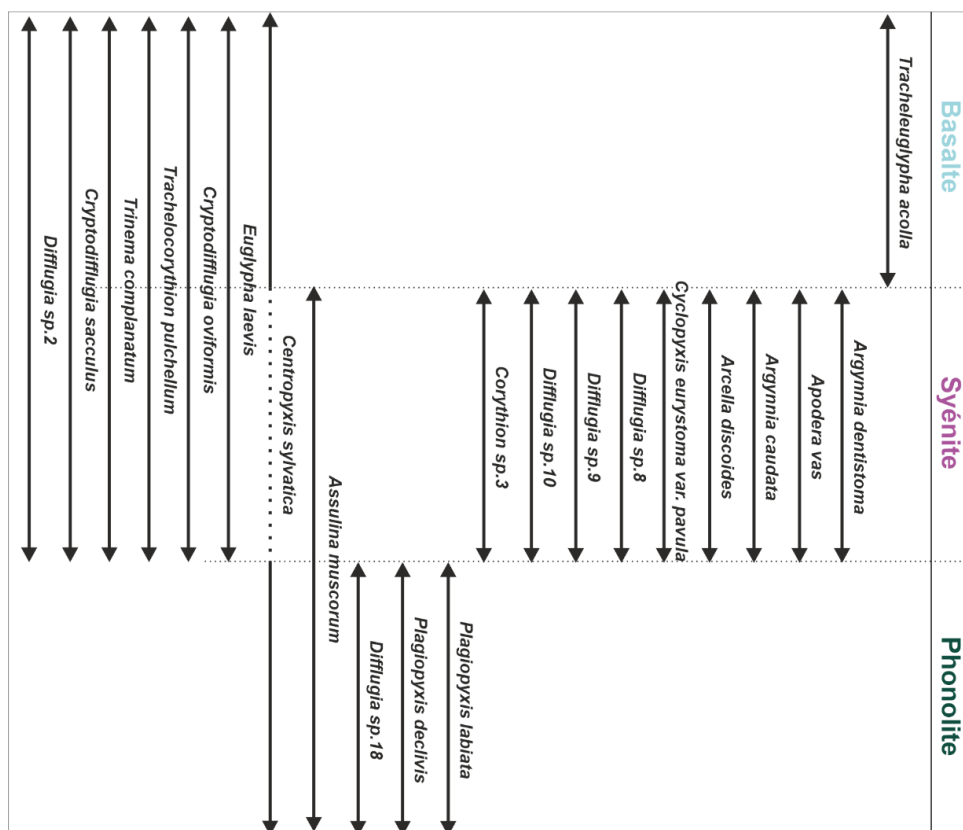 Basalte
Syénite
Phonolite
Tracheleuglypha acolla
Argynnia dentistoma
Apodera vas
Argynnia caudata
Arcella discoides
Cyclopyxis eurystoma var. pavula
Difflugia sp.8
Difflugia sp.9
Difflugia sp.10
Corythion sp.3
Plagiopyxis labiata
Plagiopyxis declivis
Difflugia sp.18
Assulina muscorum
Centropyxis sylvatica
Euglypha laevis
Cryptodifflugia oviformis
Trachelocorythion pulchellum
Trinema complanatum
Cryptodifflugia sacculus
Difflugia sp.2